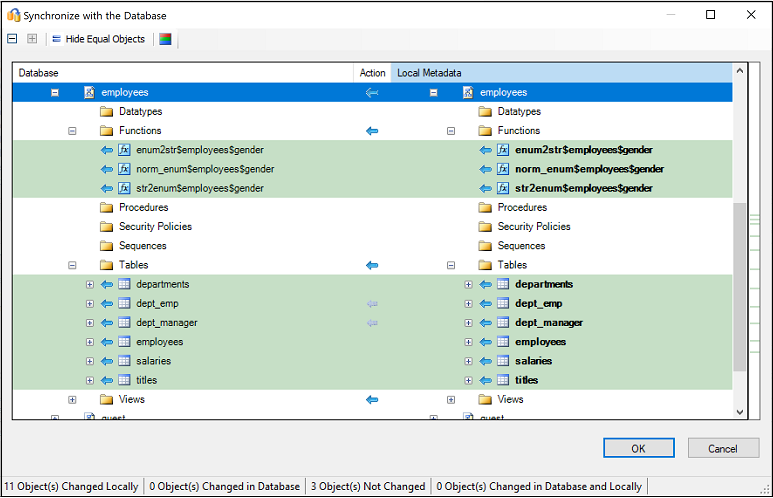 Synchronize with the Database
Hide Equal Objects
Database Action Local Metadata
employees employees
Datatypes Datatypes
Functions Functions
enum2str$employees$gender enum2str$employees$gender
norm_enum$employees$gender norm_enum$employees$gender
str2enum$employees$gender str2enum$employees$gender
Procedures Procedures
Security Policies Security Policies
Sequences Sequences
Tables Tables
departments departments
dept_emp dept_emp
dept_manager dept_manager
employees employees
salaries salaries
titles titles
Views Views
guest guest
OK Cancel
11 Object(s) Changed Locally 0 Object(s) Changed in Database 3 Object(s) Not Changed 0 Object(s) Changed in Database and Locally